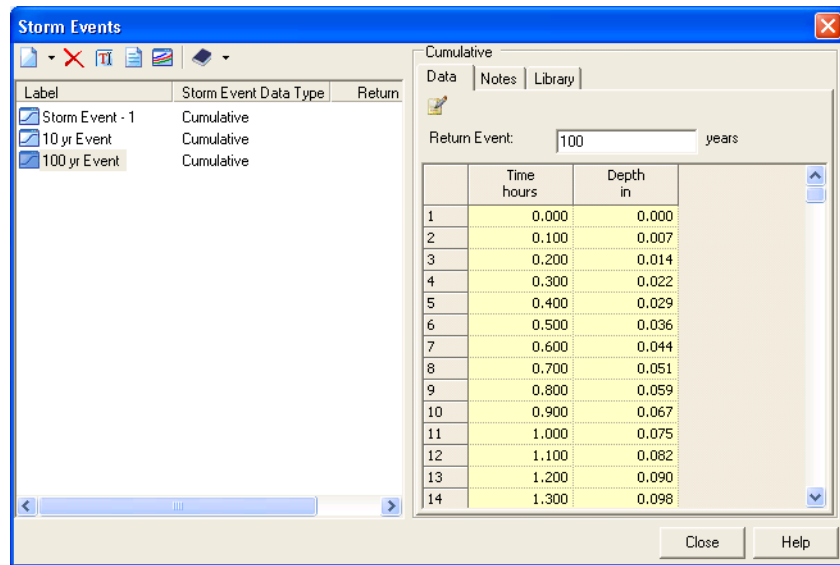 Storm Events
Label Storm Event Data Type Return
Storm Event - 1 Cumulative
10 yr Event Cumulative
100 yr Event Cumulative
Cumulative
Data Notes Library
Return Event: 100 years
Time hours Depth in
1 0.000 0.000
2 0.100 0.007
3 0.200 0.014
4 0.300 0.022
5 0.400 0.029
6 0.500 0.036
7 0.600 0.044
8 0.700 0.051
9 0.800 0.059
10 0.900 0.067
11 1.000 0.075
12 1.100 0.082
13 1.200 0.090
14 1.300 0.098
Close Help